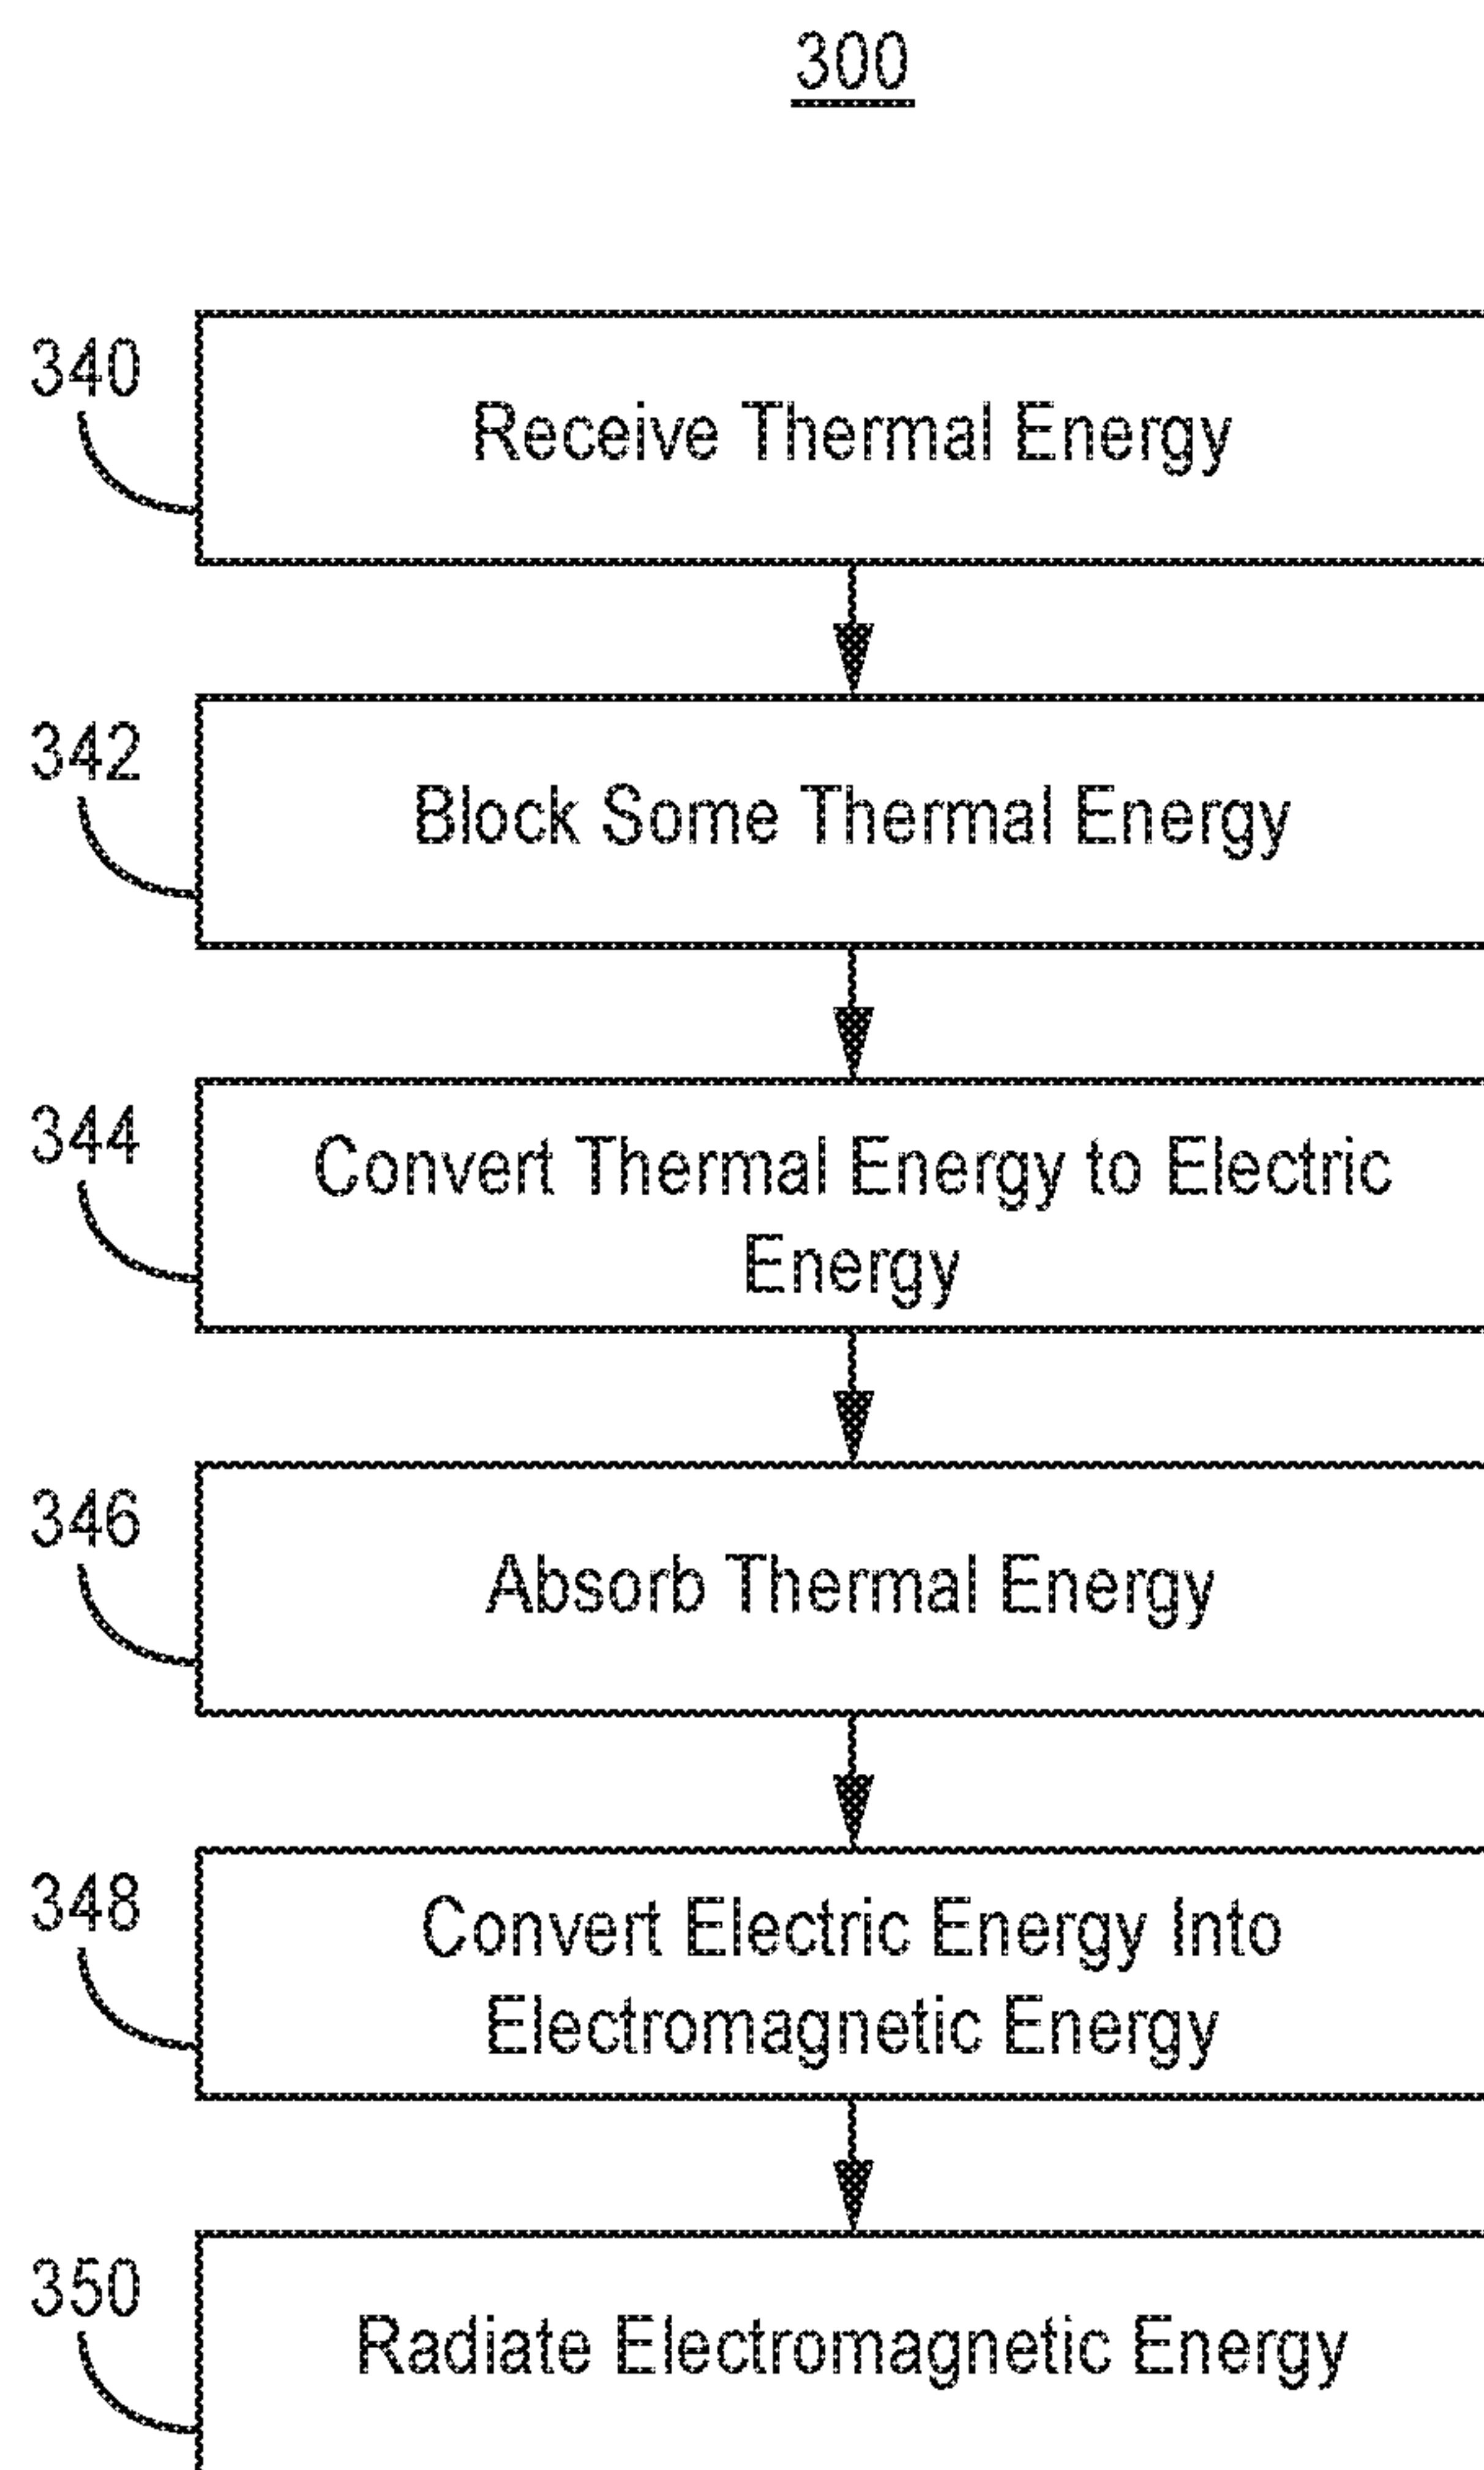 300
340
Receive Thermal Energy
342
Block Some Thermal Energy
344
Convert Thermal Energy to Electric
Energy
346
Absorb Thermal Energy
348
Convert Electric Energy Into
Electromagnetic Energy
350
Radiate Electromagnetic Energy